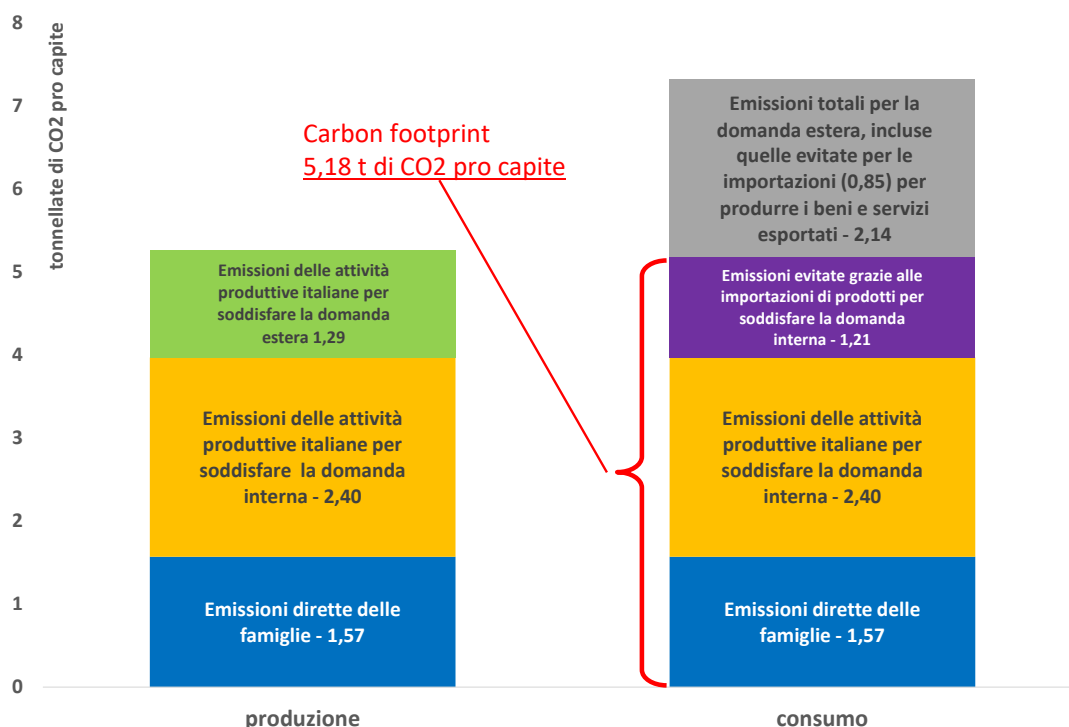 8
7
6
5
4
3
2
1
0
tonnellate di CO2 pro capite
Carbon footprint
5,18 t di CO2 pro capite
Emissioni delle attività
produttive italiane per
soddisfare la domanda
estera 1,29
Emissioni delle attività
produttive italiane per
soddisfare la domanda
interna - 2,40
Emissioni dirette delle
famiglie - 1,57
Emissioni totali per la
domanda estera, incluse
quelle evitate per le
importazioni (0,85) per
produrre i beni e servizi
esportati - 2,14
Emissioni evitate grazie alle
importazioni di prodotti per
soddisfare la domanda
interna - 1,21
Emissioni delle attività
produttive italiane per
soddisfare la domanda
interna - 2,40
Emissioni dirette delle
famiglie - 1,57
produzione
consumo